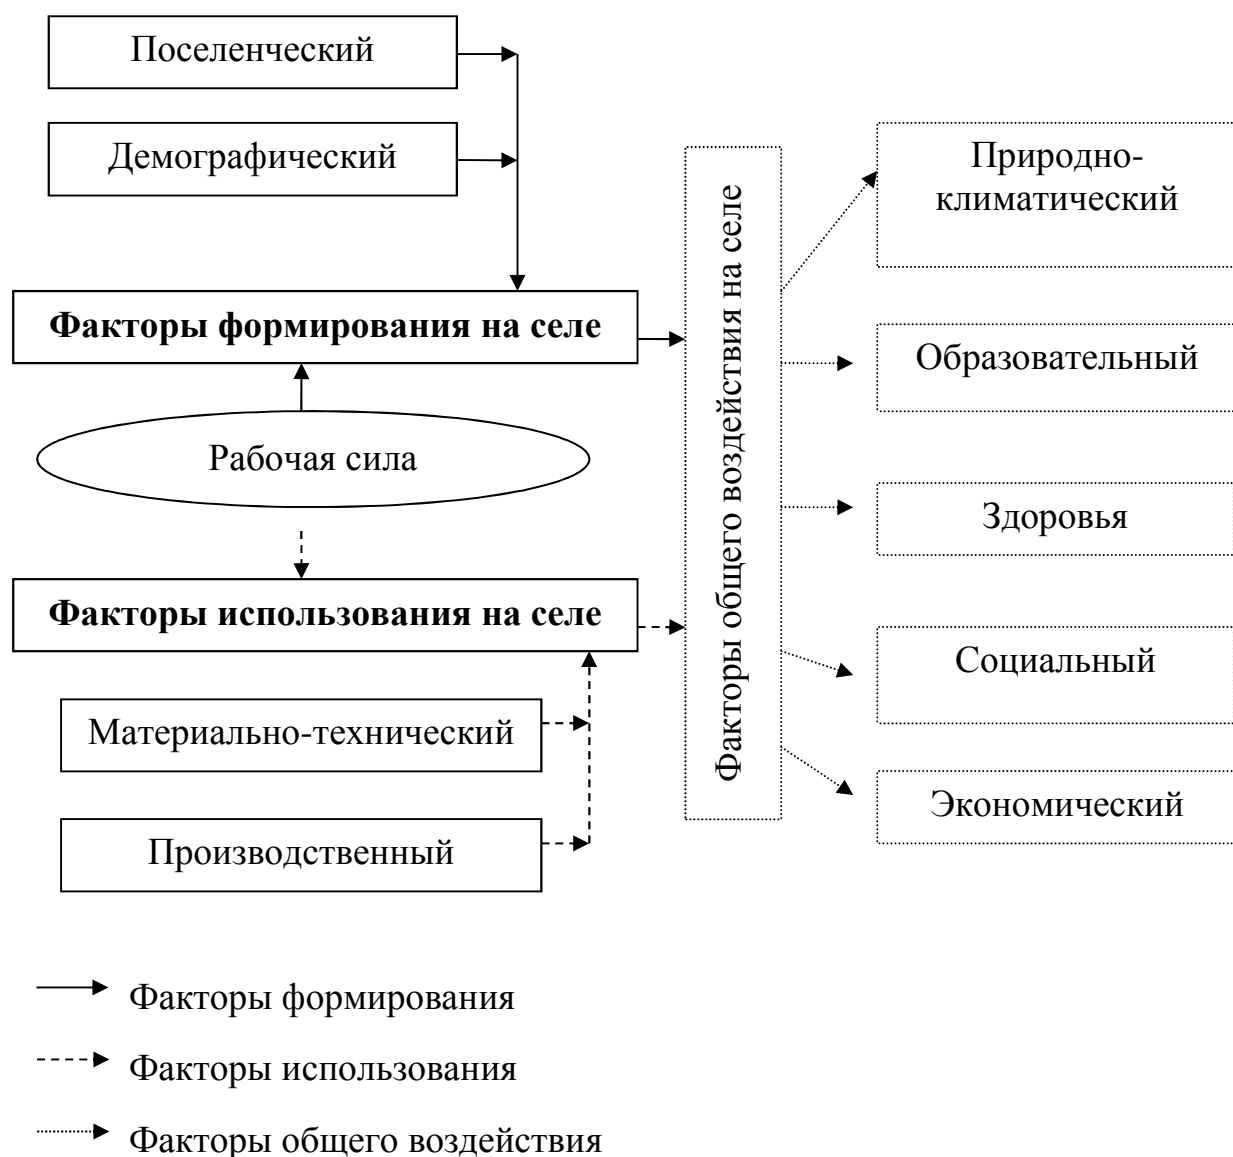 Поселенческий
Демографический
Факторы формирования на селе
Рабочая сила
Факторы использования на селе
Материально-технический
Производственный
Факторы общего воздействия на селе
Природно-
климатический
Образовательный
Здоровья
Социальный
Экономический
Факторы формирования
Факторы использования
Факторы общего воздействия